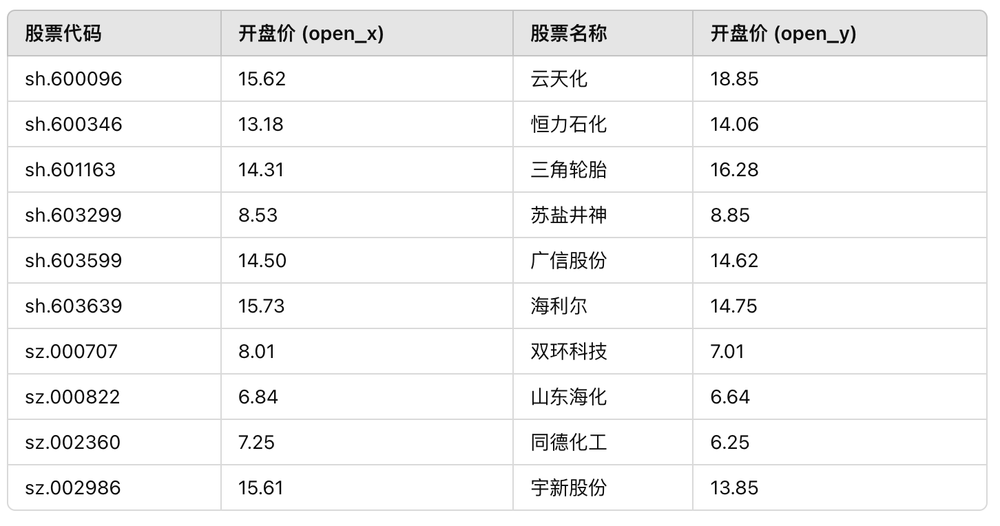 股票代码 开盘价 (open_x) 股票名称 开盘价 (open_y)
sh.600096 15.62 云天化 18.85
sh.600346 13.18 恒力石化 14.06
sh.601163 14.31 三角轮胎 16.28
sh.603299 8.53 苏盐井神 8.85
sh.603599 14.50 广信股份 14.62
sh.603639 15.73 海利尔 14.75
sz.000707 8.01 双环科技 7.01
sz.000822 6.84 山东海化 6.64
sz.002360 7.25 同德化工 6.25
sz.002986 15.61 宇新股份 13.85